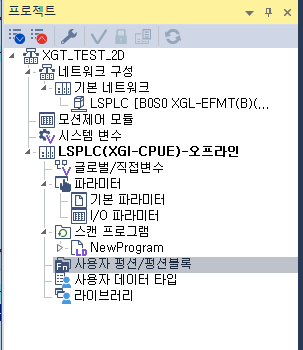 프로젝트
XGT_TEST_2D
네트워크 구성
기본 네트워크
LSPLC [B0S0 XGL-EFMT(B)(...
모션제어 모듈
시스템 변수
LSPLC(XGI-CPUE)-오프라인
글로벌/직접변수
파라미터
기본 파라미터
I/O 파라미터
스캔 프로그램
NewProgram
사용자 펑션/펑션블록
사용자 데이터 타입
라이브러리